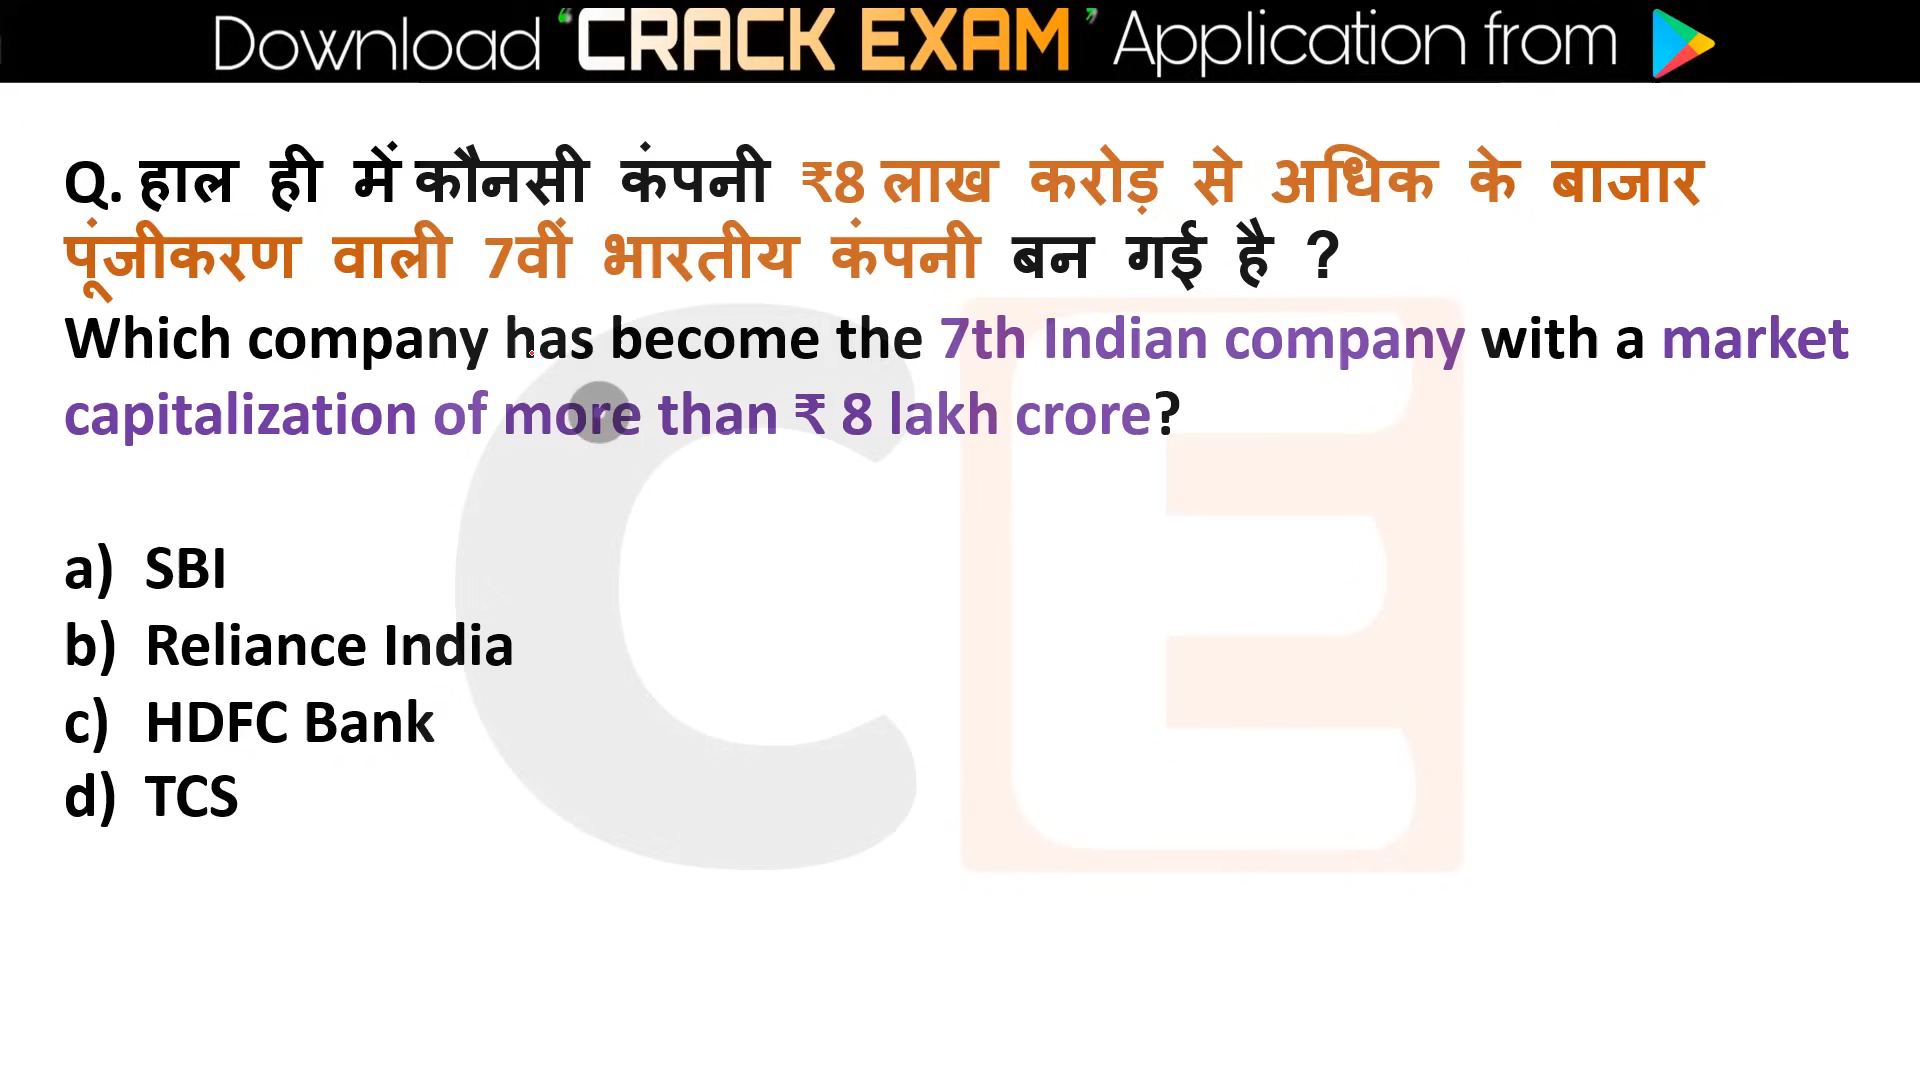 Download ‘CRACK EXAM’ Application from
Q. हाल ही में कौनसी कंपनी ₹8 लाख करोड़ से अधिक के बाजार
पूंजीकरण वाली 7वीं भारतीय कंपनी बन गई है ?
Which company has become the 7th Indian company with a market
capitalization of more than ₹ 8 lakh crore?
a) SBI
b) Reliance India
c) HDFC Bank
d) TCS
CE